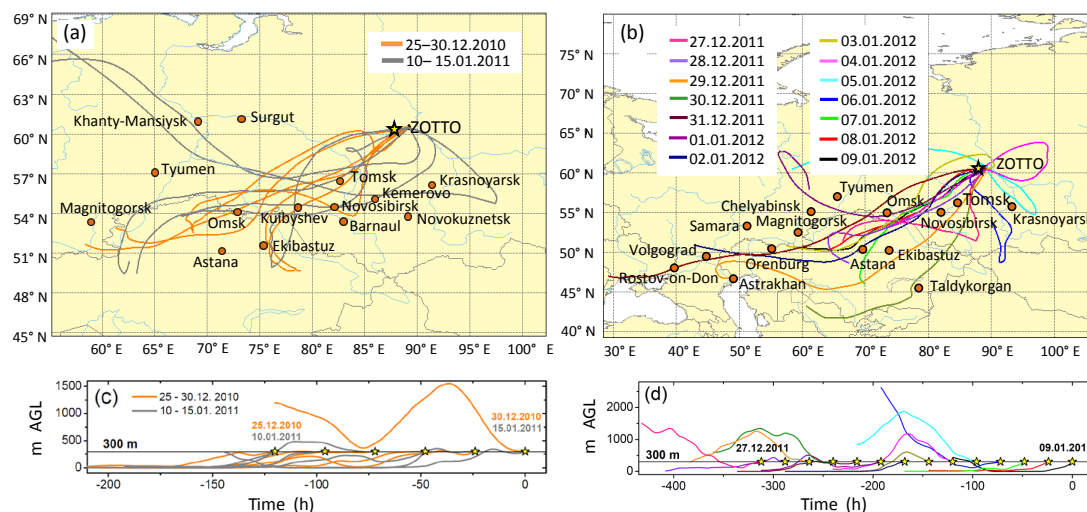 (a)
69° N
66° N
63° N
60° N
57° N
54° N
51° N
48° N
45° N
25–30.12.2010
10– 15.01.2011
Khanty-Mansiysk
Surgut
ZOTTO
Tyumen
Tomsk
Krasnoyarsk
Kemerovo
Magnitogorsk
Omsk
Kuibyshev
Novosibirsk
Novokuznetsk
Barnaul
Astana
Ekibastuz
60° E
65° E
70° E
75° E
80° E
85° E
90° E
95° E
100° E
(b)
75° N
70° N
65° N
60° N
55° N
50° N
45° N
40° N
27.12.2011
28.12.2011
29.12.2011
30.12.2011
31.12.2011
01.01.2012
02.01.2012
03.01.2012
04.01.2012
05.01.2012
06.01.2012
07.01.2012
08.01.2012
09.01.2012
ZOTTO
Tyumen
Chelyabinsk
Omsk
Tomsk
Magnitogorsk
Samara
Novosibirsk
Krasnoyars
Volgograd
Orenburg
Astana
Ekibastuz
Rostov-on-Don
Astrakhan
Taldykorgan
30° E
40° E
50° E
60° E
70° E
80° E
90° E
100° E
(c)
m AGL
1500
1000
500
0
25 - 30.12.2010
10 - 15.01.2011
300 m
25.12.2010
10.01.2011
30.12.2010
15.01.2011
-200
-150
-100
-50
0
Time (h)
(d)
m AGL
2000
1000
0
300 m
27.12.2011
09.01.201
-400
-300
-200
-100
0
Time (h)